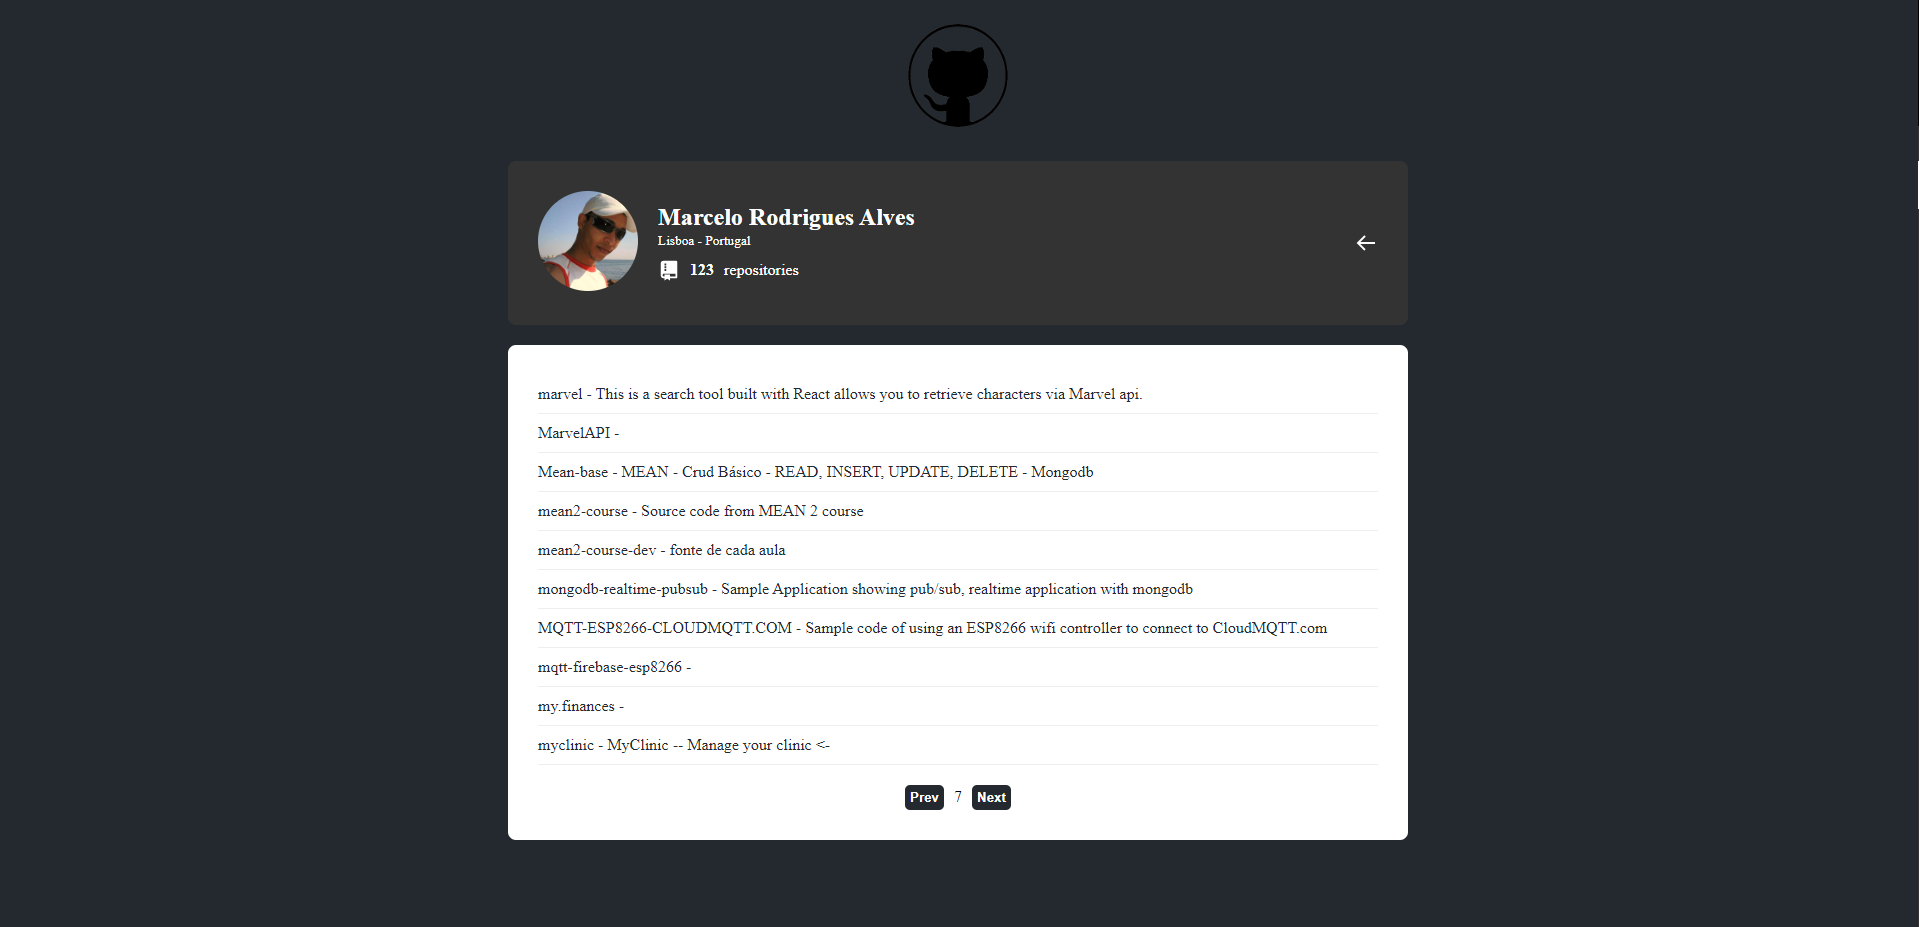 Marcelo Rodrigues Alves
Lisboa - Portugal
123 repositories
marvel - This is a search tool built with React allows you to retrieve characters via Marvel api.
MarvelAPI -
Mean-base - MEAN - Crud Básico - READ, INSERT, UPDATE, DELETE - Mongodb
mean2-course - Source code from MEAN 2 course
mean2-course-dev - fonte de cada aula
mongodb-realtime-pubsub - Sample Application showing pub/sub, realtime application with mongodb
MQTT-ESP8266-CLOUDMQTT.COM - Sample code of using an ESP8266 wifi controller to connect to CloudMQTT.com
mqtt-firebase-esp8266 -
my.finances -
myclinic - MyClinic -- Manage your clinic <-
Prev 7 Next